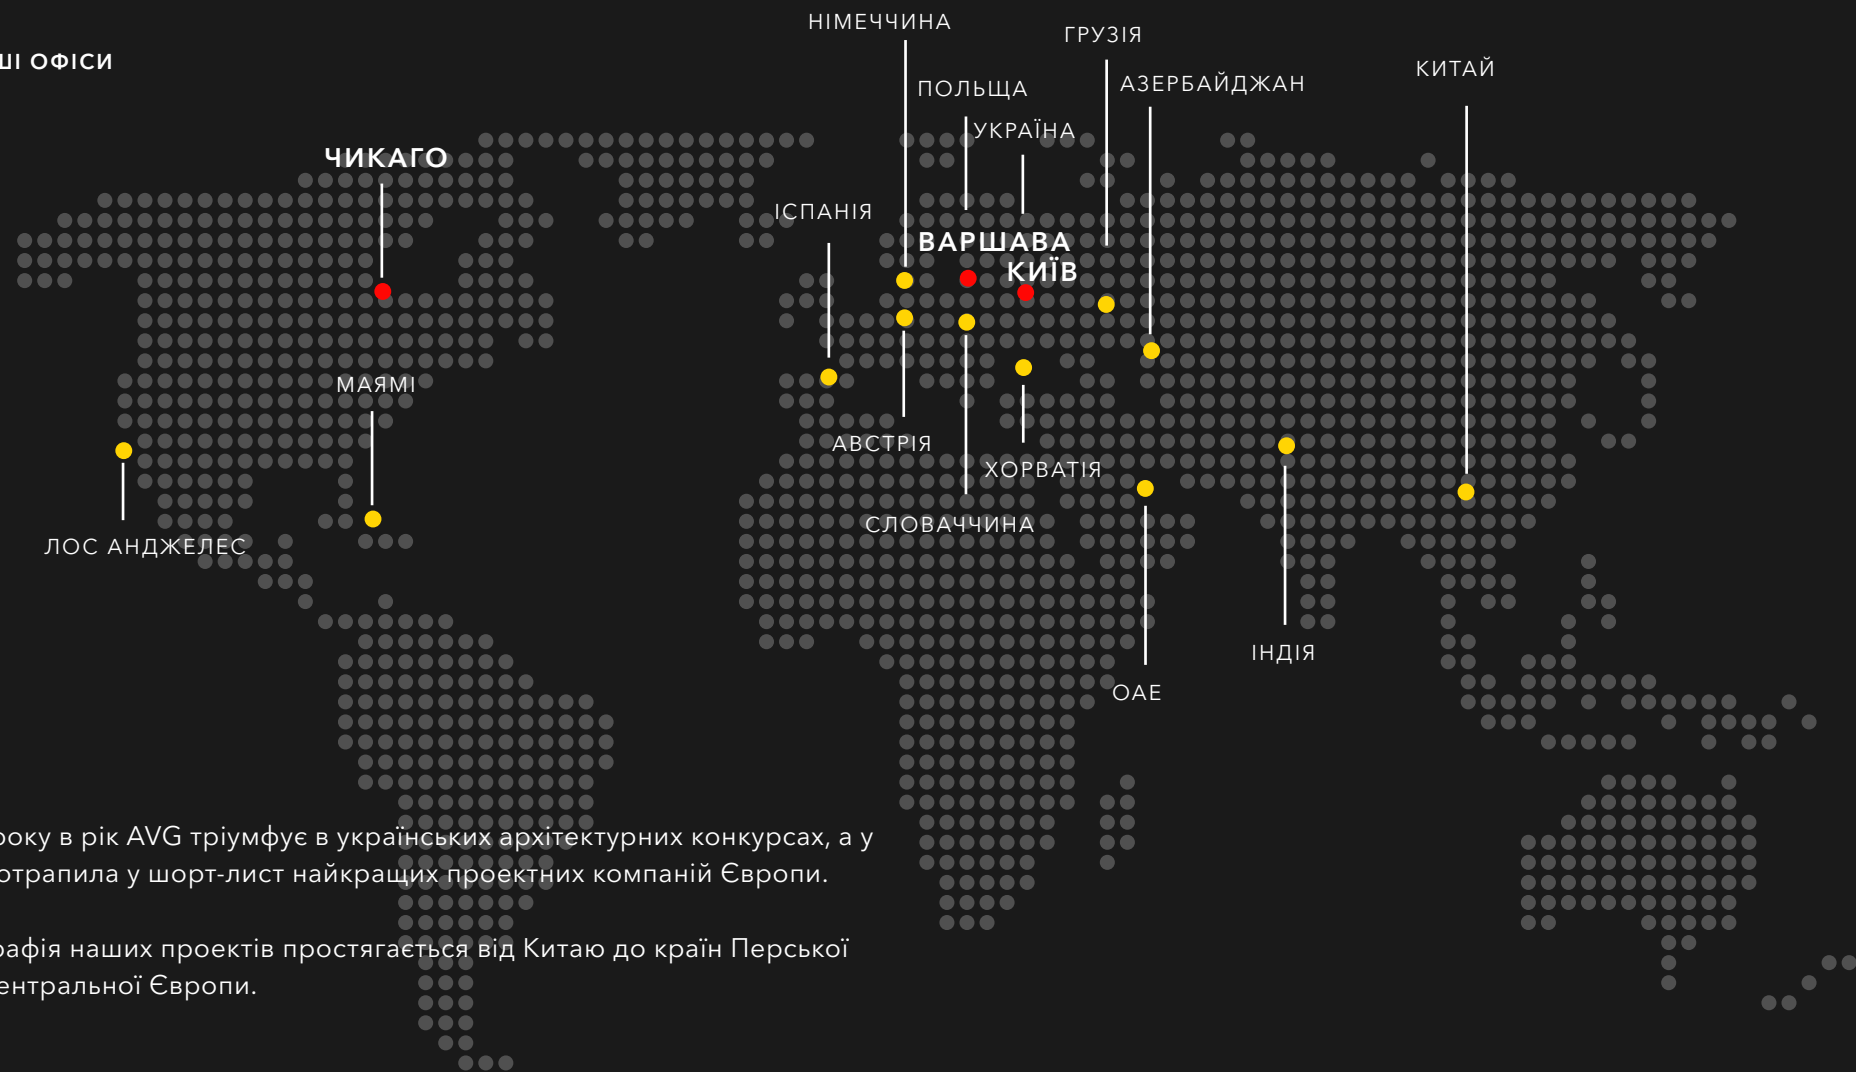 НІМЕЧЧИНА
ГРУЗІЯ
ШІ ОФІСИ
КИТАЙ
ПОЛЬЩА
АЗЕРБАЙДЖАН
УКРАЇНА
ЧИКАГО
ІСПАНІЯ
ВАРШАВА
КИЇВ
МАЯМІ
АВСТРІЯ
ХОРВАТІЯ
СЛОВАЧЧИНА
ЛОС АНДЖЕЛЕС
ІНДІЯ
ОАЕ
року в рік AVG тріумфує в українських архітектурних конкурсах, а у
отрапила у шорт-лист найкращих проектних компаній Європи.
рафія наших проектів простягається від Китаю до країн Перської
ентральної Європи.